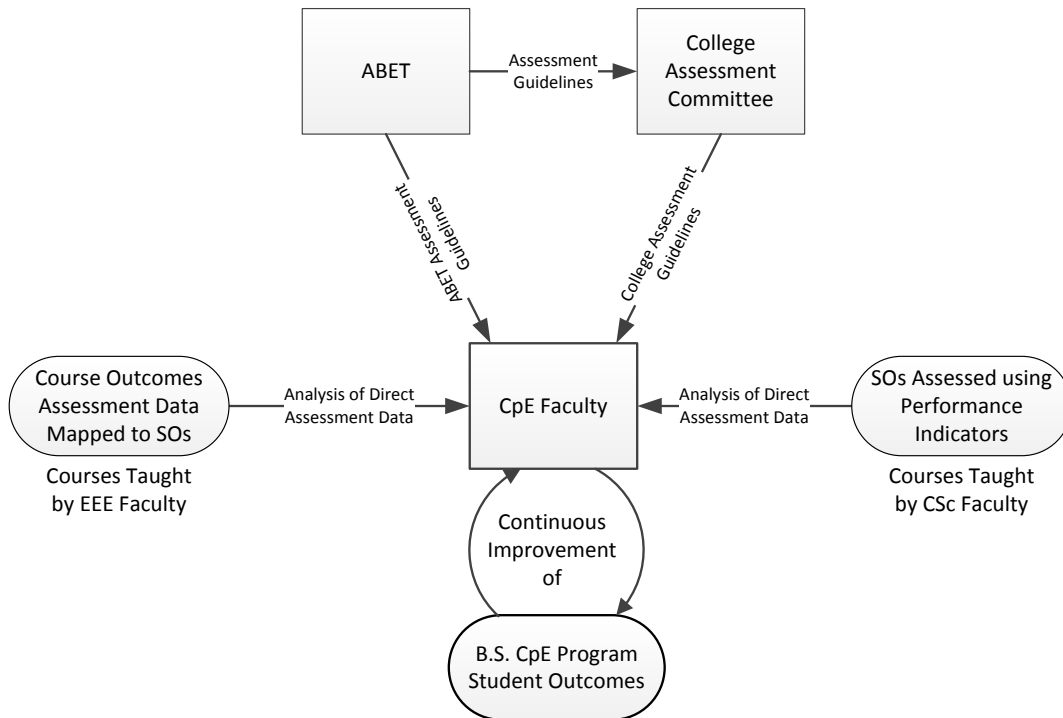 ABET
Assessment
Guidelines
College
Assessment
Committee
ABET Assessment
Guidelines
College Assessment
Guidelines
Course Outcomes
Assessment Data
Mapped to SOs
Analysis of Direct
Assessment Data
CpE Faculty
Analysis of Direct
Assessment Data
SOs Assessed using
Performance
Indicators
Courses Taught
by EEE Faculty
Courses Taught
by CSc Faculty
Continuous
Improvement
of
B.S. CpE Program
Student Outcomes